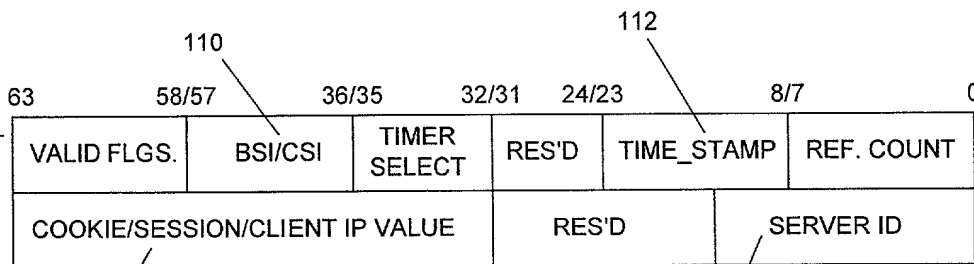 110
112
63 58/57 36/35 32/31 24/23 8/7 0
VALID FLGS. BSI/CSI TIMER SELECT RES'D TIME_STAMP REF. COUNT
COOKIE/SESSION/CLIENT IP VALUE RES'D SERVER ID